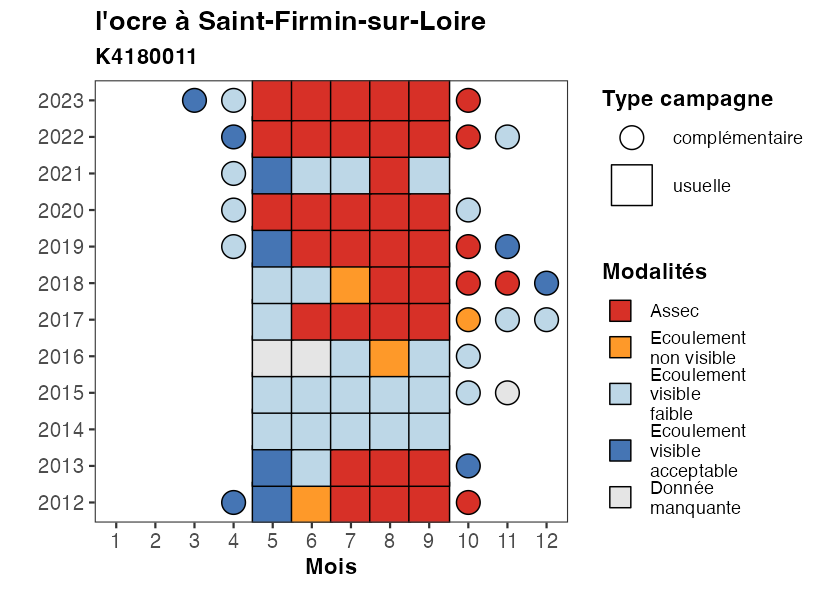 l'ocre à Saint-Firmin-sur-Loire
K4180011
2023
2022
2021
2020
2019
2018
2017
2016
2015
2014
2013
2012
1 2 3 4 5 6 7 8 9 10 11 12
Mois
Type campagne
complémentaire
usuelle
Modalités
Assec
Ecoulement
non visible
Ecoulement
visible
faible
Ecoulement
visible
acceptable
Donnée
manquante